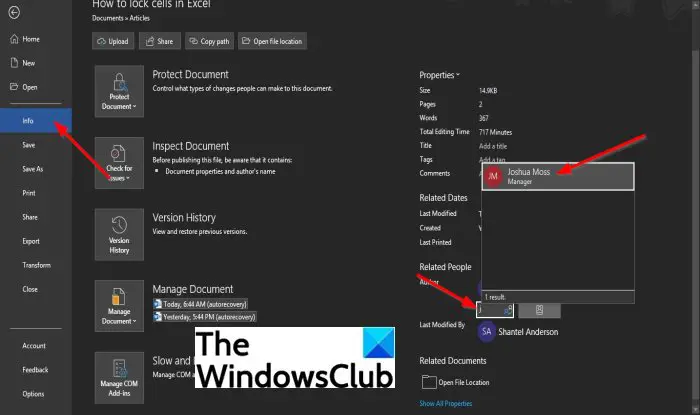 How to lock cells in Excel
Documents » Articles
Upload
Share
Copy path
Open file location
Home
New
Open
Info
Save
Save As
Print
Share
Export
Transform
Close
Account
Feedback
Options
Protect Document
Control what types of changes people can make to this document.
Protect
Document
Inspect Document
Before publishing this file, be aware that it contains:
Document properties and author's name
Check for
Issues
Version History
View and restore previous versions.
Version
History
Manage Document
Today, 6:44 AM (autorecovery)
Yesterday, 5:44 PM (autorecovery)
Manage
Document
Slow and
Manage COM
Manage COM
Add-ins
The
WindowsClub
Properties
Size 14.9KB
Pages 2
Words 367
Total Editing Time 717 Minutes
Title Add a title
Tags Add a tag
Comments
JM
Joshua Moss
Manager
1 result.
Related Dates
Last Modified
Created
Last Printed
Related People
Author
J
Last Modified By
SA
Shantel Anderson
Related Documents
Open File Location
Show All Properties